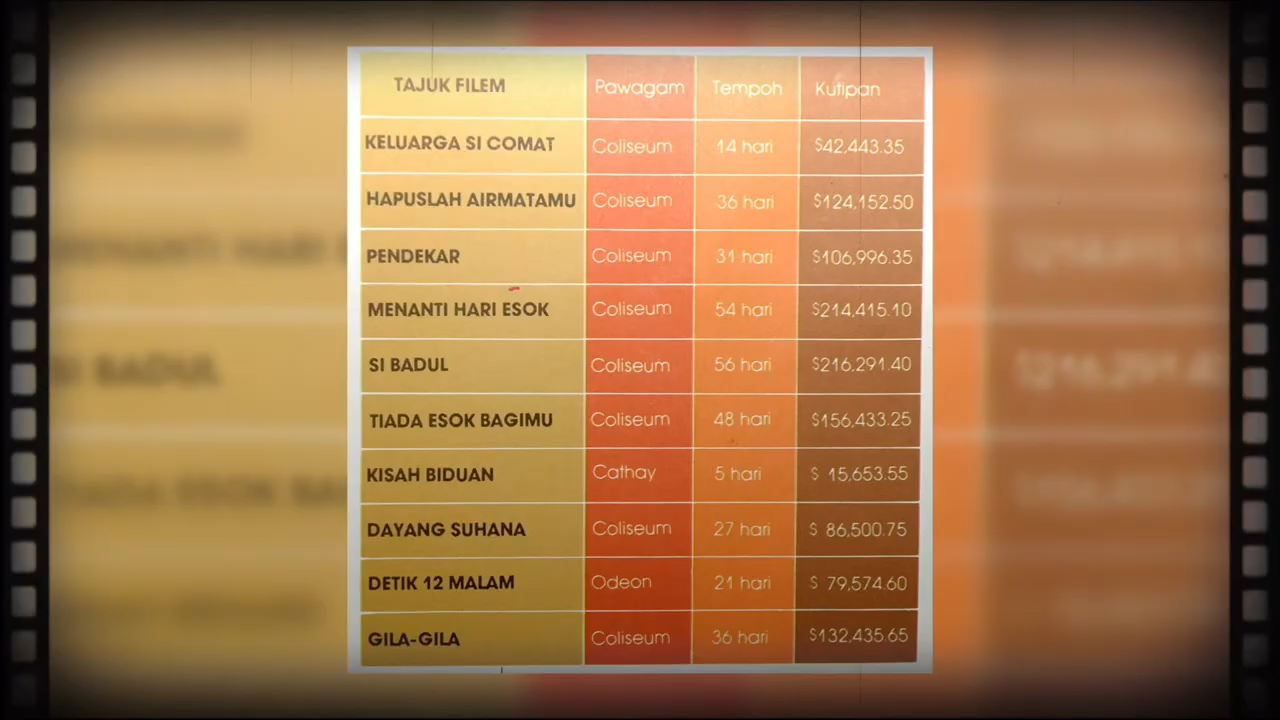 TAJUK FILEM Pawagam Tempoh Kutipan
KELUARGA SI COMAT Coliseum 14 hari $42,443.35
HAPUSLAH AIRMATAMU Coliseum 36 hari $124,152.50
PENDEKAR Coliseum 31 hari $106,996.35
MENANTI HARI ESOK Coliseum 54 hari $214,415.10
SI BADUL Coliseum 56 hari $216,291.40
TIADA ESOK BAGIMU Coliseum 48 hari $156,433.25
KISAH BIDUAN Cathay 5 hari $ 15,653.55
DAYANG SUHANA Coliseum 27 hari $ 86,500.75
DETIK 12 MALAM Odeon 21 hari $ 79,574.60
GILA-GILA Coliseum 36 hari $132,435.65